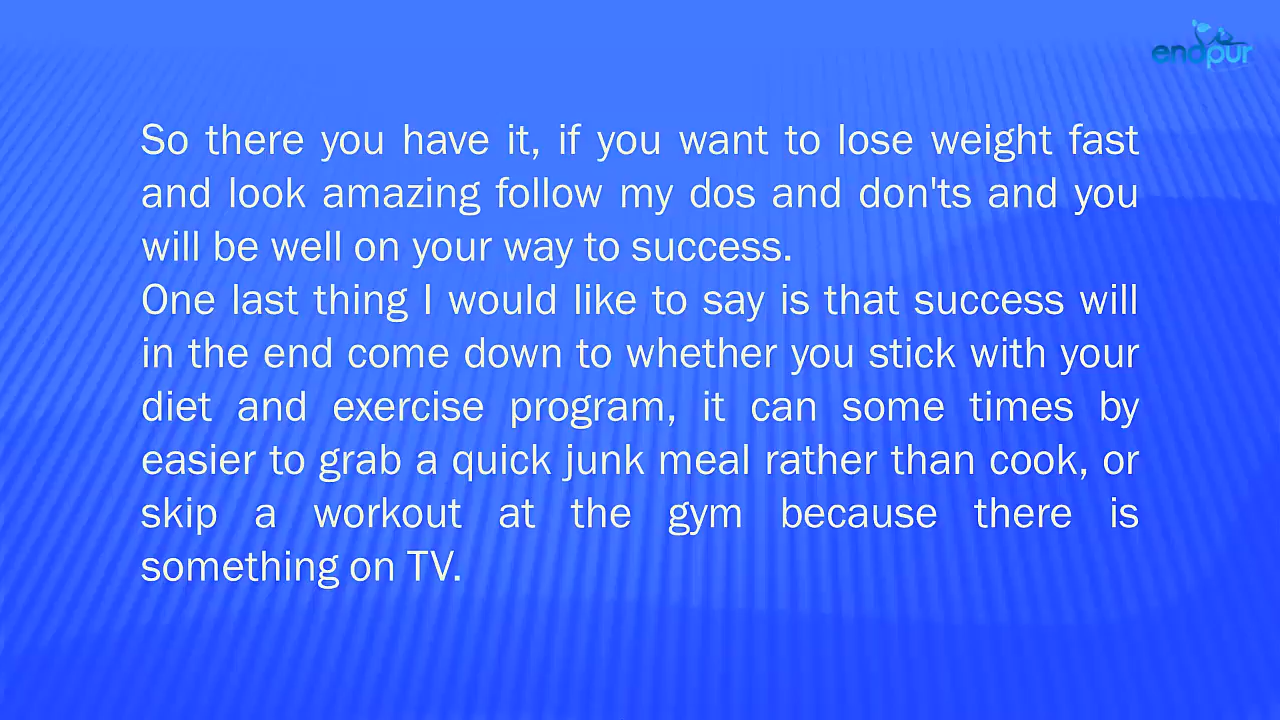 endpur
So there you have it, if you want to lose weight fast
and look amazing follow my dos and don'ts and you
will be well on your way to success.
One last thing I would like to say is that success will
in the end come down to whether you stick with your
diet and exercise program, it can some times by
easier to grab a quick junk meal rather than cook, or
skip a workout at the gym because there is
something on TV.